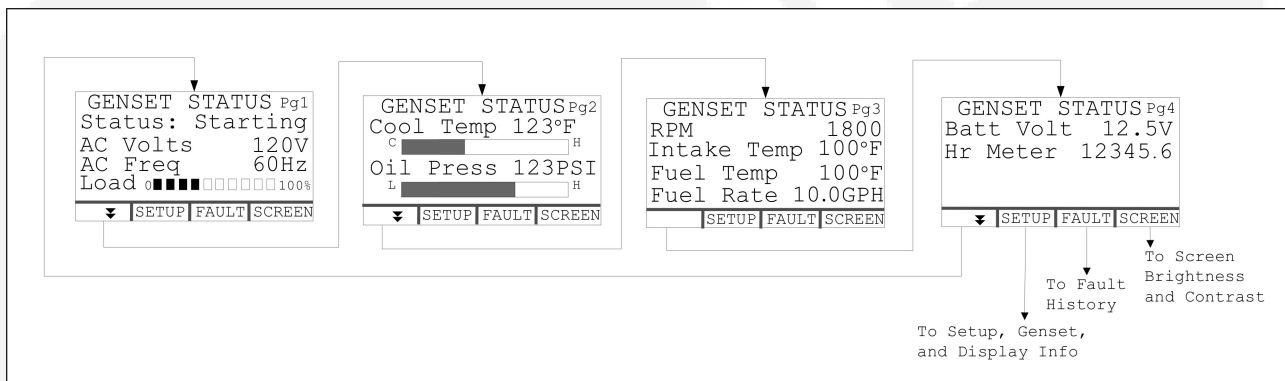 GENSET STATUS Pg1
Status: Starting
AC Volts 120V
AC Freq 60Hz
Load 0 100%
SETUP FAULT SCREEN
GENSET STATUS Pg2
Cool Temp 123°F
C H
Oil Press 123PSI
L H
SETUP FAULT SCREEN
GENSET STATUS Pg3
RPM 1800
Intake Temp 100°F
Fuel Temp 100°F
Fuel Rate 10.0GPH
SETUP FAULT SCREEN
GENSET STATUS Pg4
Batt Volt 12.5V
Hr Meter 12345.6
SETUP FAULT SCREEN
To Screen
Brightness
and Contrast
To Fault
History
To Setup, Genset,
and Display Info